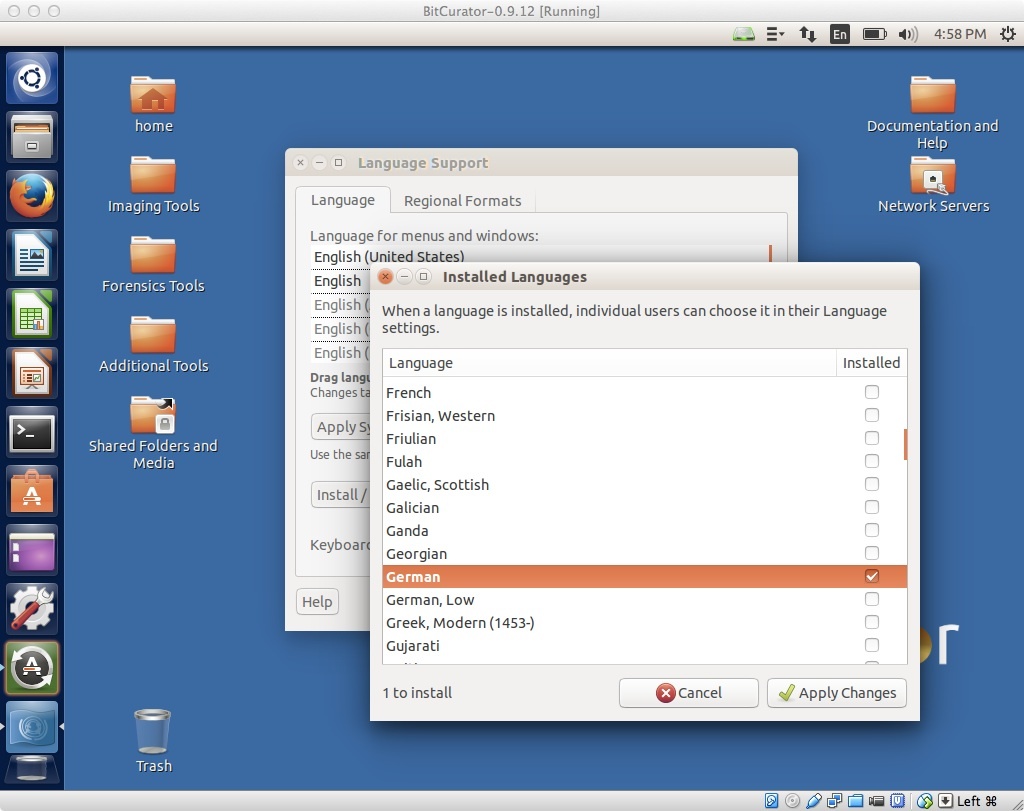 BitCurator-0.9.12 [Running]
En
4:58 PM
home
Imaging Tools
Forensics Tools
Additional Tools
Shared Folders and
Media
Trash
Documentation and
Help
Network Servers
Language Support
Language
Regional Formats
Language for menus and windows:
English (United States)
English
English (
English (
English (
Drag langu
Changes ta
Apply Sy
Use the sa
Install /
Keyboar
Help
Installed Languages
When a language is installed, individual users can choose it in their Language
settings.
Language Installed
French
Frisian, Western
Friulian
Fulah
Gaelic, Scottish
Galician
Ganda
Georgian
German
German, Low
Greek, Modern (1453-)
Gujarati
1 to install
Cancel
Apply Changes
r
Left ⌘